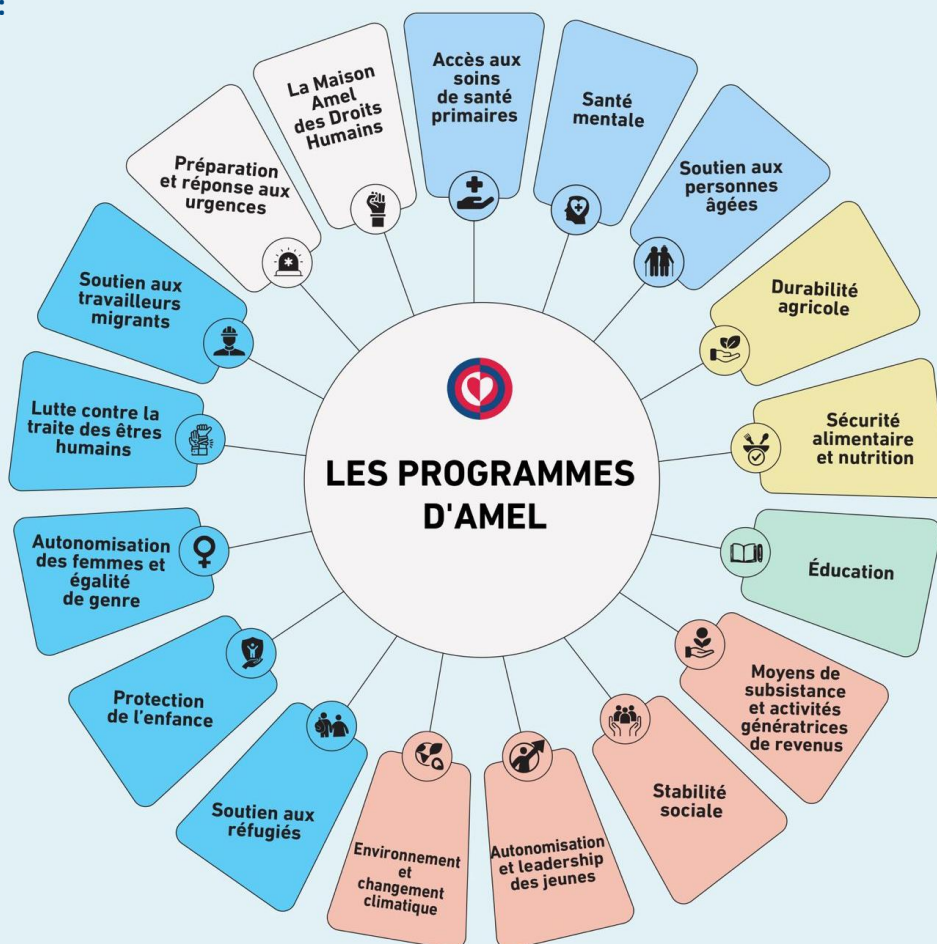 :
LES PROGRAMMES
D'AMEL
Accès aux
soins
de santé
primaires
Santé
mentale
Soutien aux
personnes
âgées
Durabilité
agricole
Sécurité
alimentaire
et nutrition
Éducation
Moyens de
subsistance
et activités
génératrices
de revenus
Stabilité
sociale
Autonomisation
et leadership
des jeunes
Environnement
et
changement
climatique
Soutien aux
réfugiés
Protection
de l'enfance
Autonomisation
des femmes et
égalité
de genre
Lutte contre la
traite des êtres
humains
Soutien aux
travailleurs
migrants
Préparation
et réponse aux
urgences
La Maison
Amel
des Droits
Humains